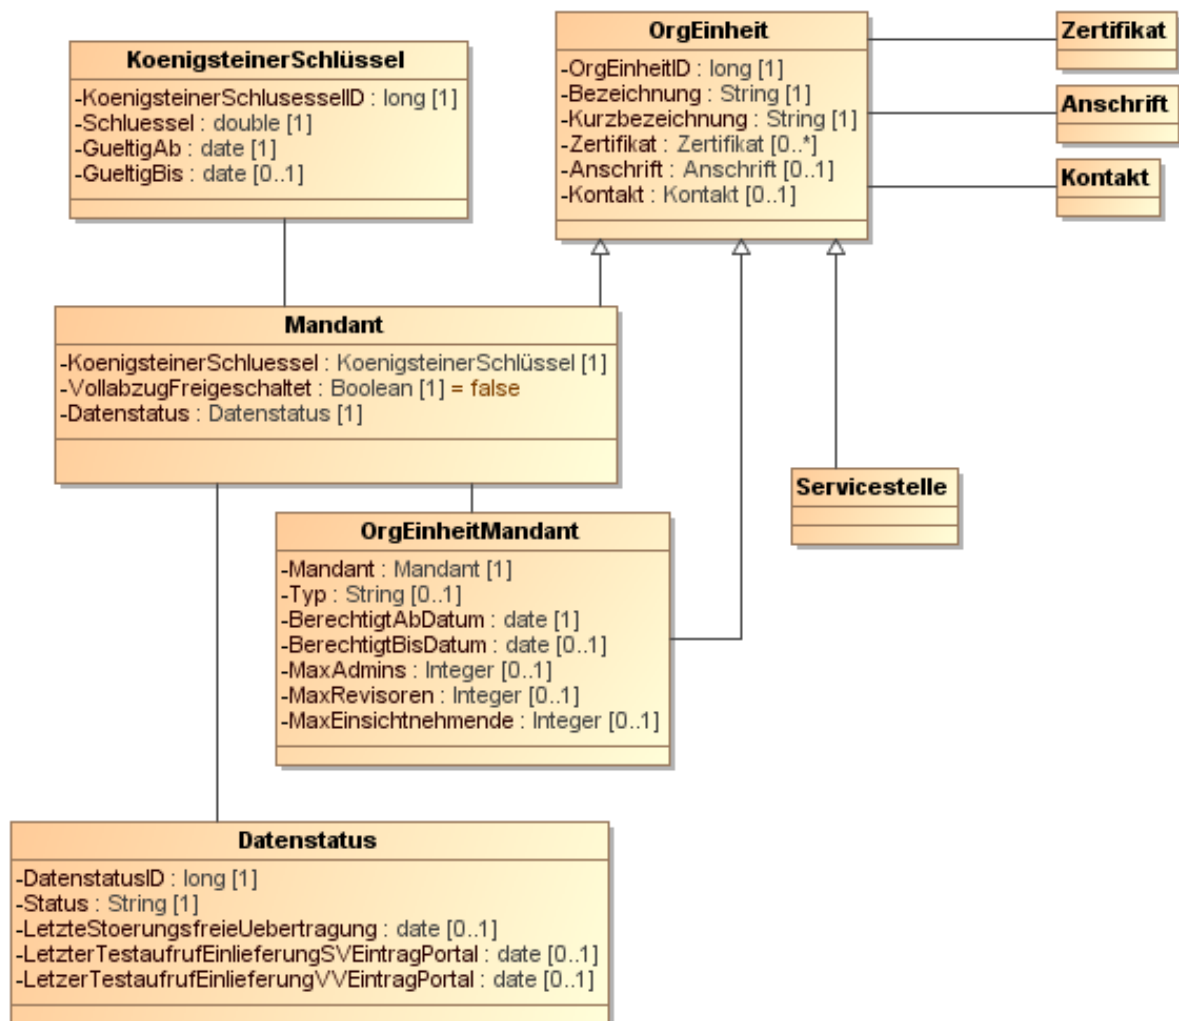 KoenigsteinerSchlüssel
-KoenigsteinerSchlusesselID : long [1]
-Schluessel : double [1]
-GueltigAb : date [1]
-GueltigBis : date [0..1]
OrgEinheit
-OrgEinheitID : long [1]
-Bezeichnung : String [1]
-Kurzbezeichnung : String [1]
-Zertifikat : Zertifikat [0..*]
-Anschrift : Anschrift [0..1]
-Kontakt : Kontakt [0..1]
Zertifikat
Anschrift
Kontakt
Mandant
-KoenigsteinerSchluessel : KoenigsteinerSchlüssel [1]
-VollabzugFreigeschaltet : Boolean [1] = false
-Datenstatus : Datenstatus [1]
Servicestelle
OrgEinheitMandant
-Mandant : Mandant [1]
-Typ : String [0..1]
-BerechtigtAbDatum : date [1]
-BerechtigtBisDatum : date [0..1]
-MaxAdmins : Integer [0..1]
-MaxRevisoren : Integer [0..1]
-MaxEinsichtnehmende : Integer [0..1]
Datenstatus
-DatenstatusID : long [1]
-Status : String [1]
-LetzteStoerungsfreieUebertragung : date [0..1]
-LetzterTestaufrufEinlieferungSVEintragPortal : date [0..1]
-LetzerTestaufrufEinlieferungVVEintragPortal : date [0..1]